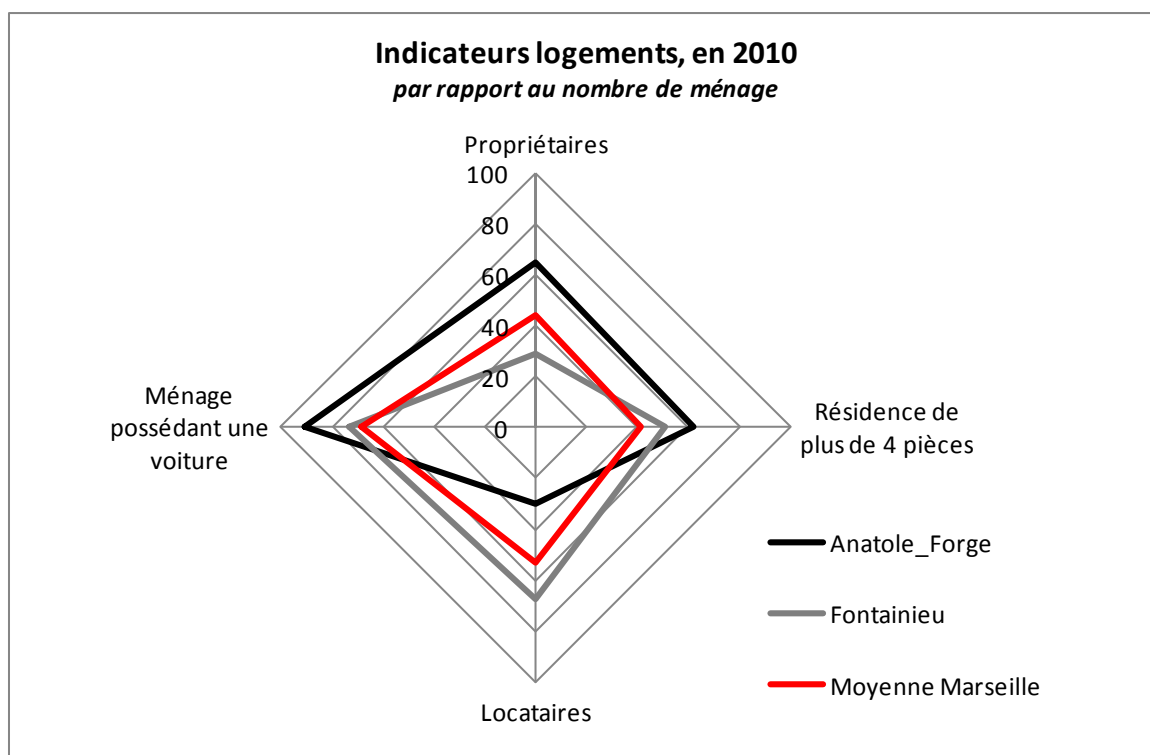 Indicateurs logements, en 2010
par rapport au nombre de ménage
Propriétaires
100
80
60
40
20
0
Ménage
possédant une
voiture
Résidence de
plus de 4 pièces
Locataires
Anatole_Forge
Fontainieu
Moyenne Marseille